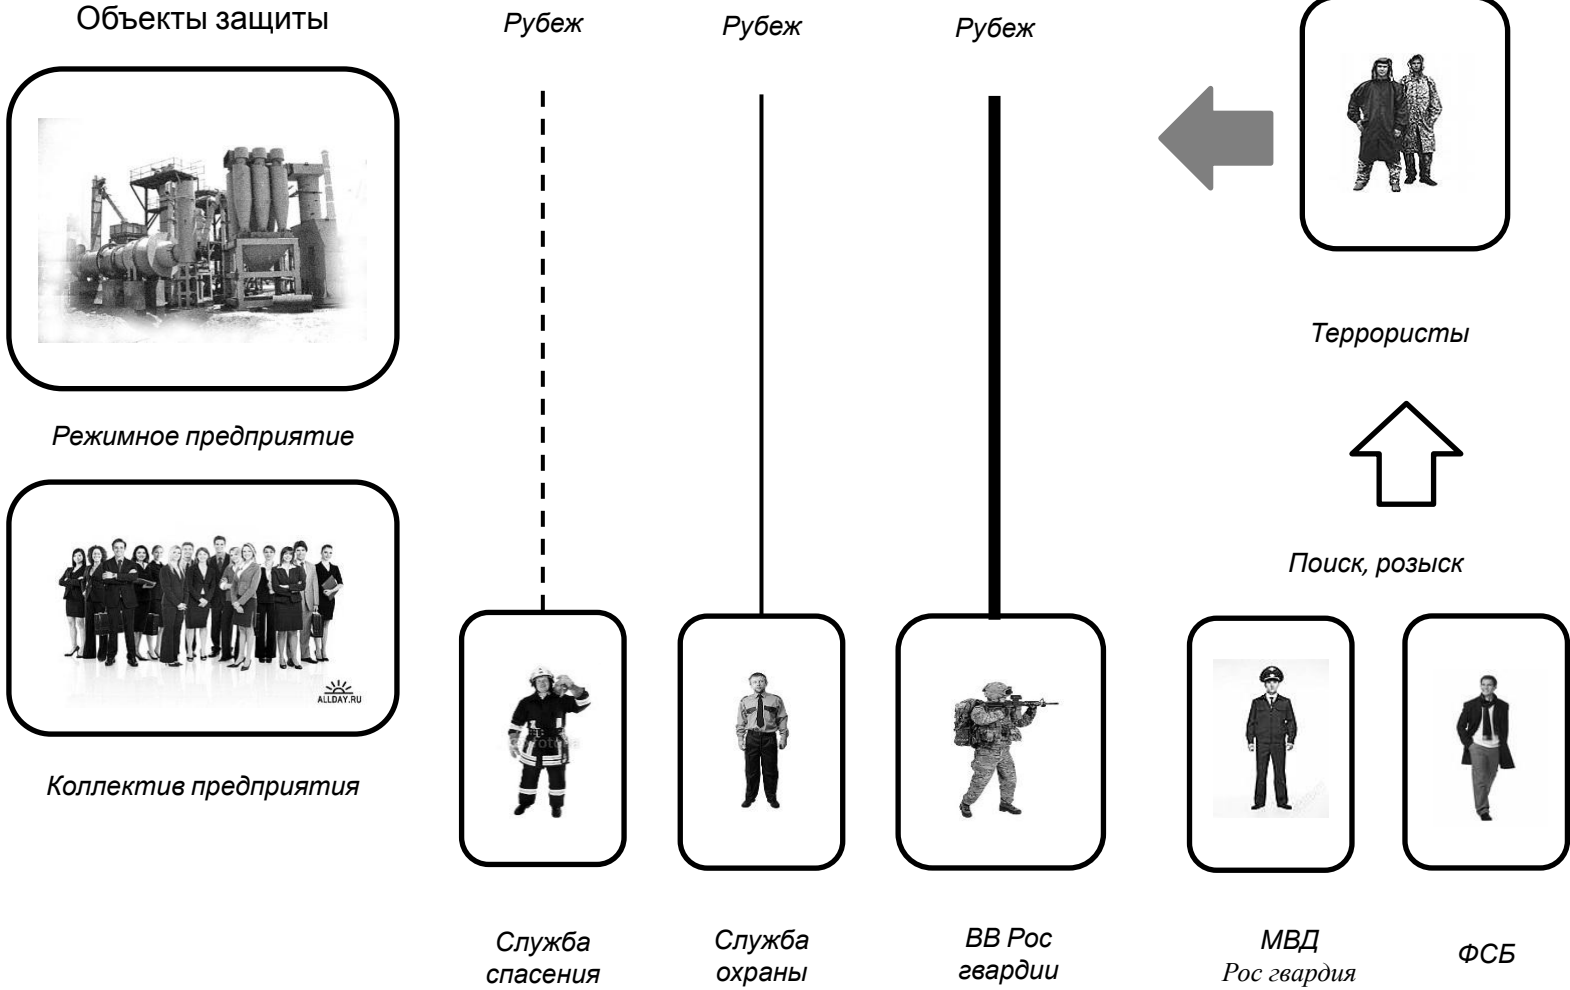 Объекты защиты
Рубеж
Рубеж
Рубеж
Террористы
Режимное предприятие
Поиск, розыск
ALLDAY.RU
Коллектив предприятия
Служба
спасения
Служба
охраны
ВВ Рос
гвардии
МВД
Рос гвардия
ФСБ